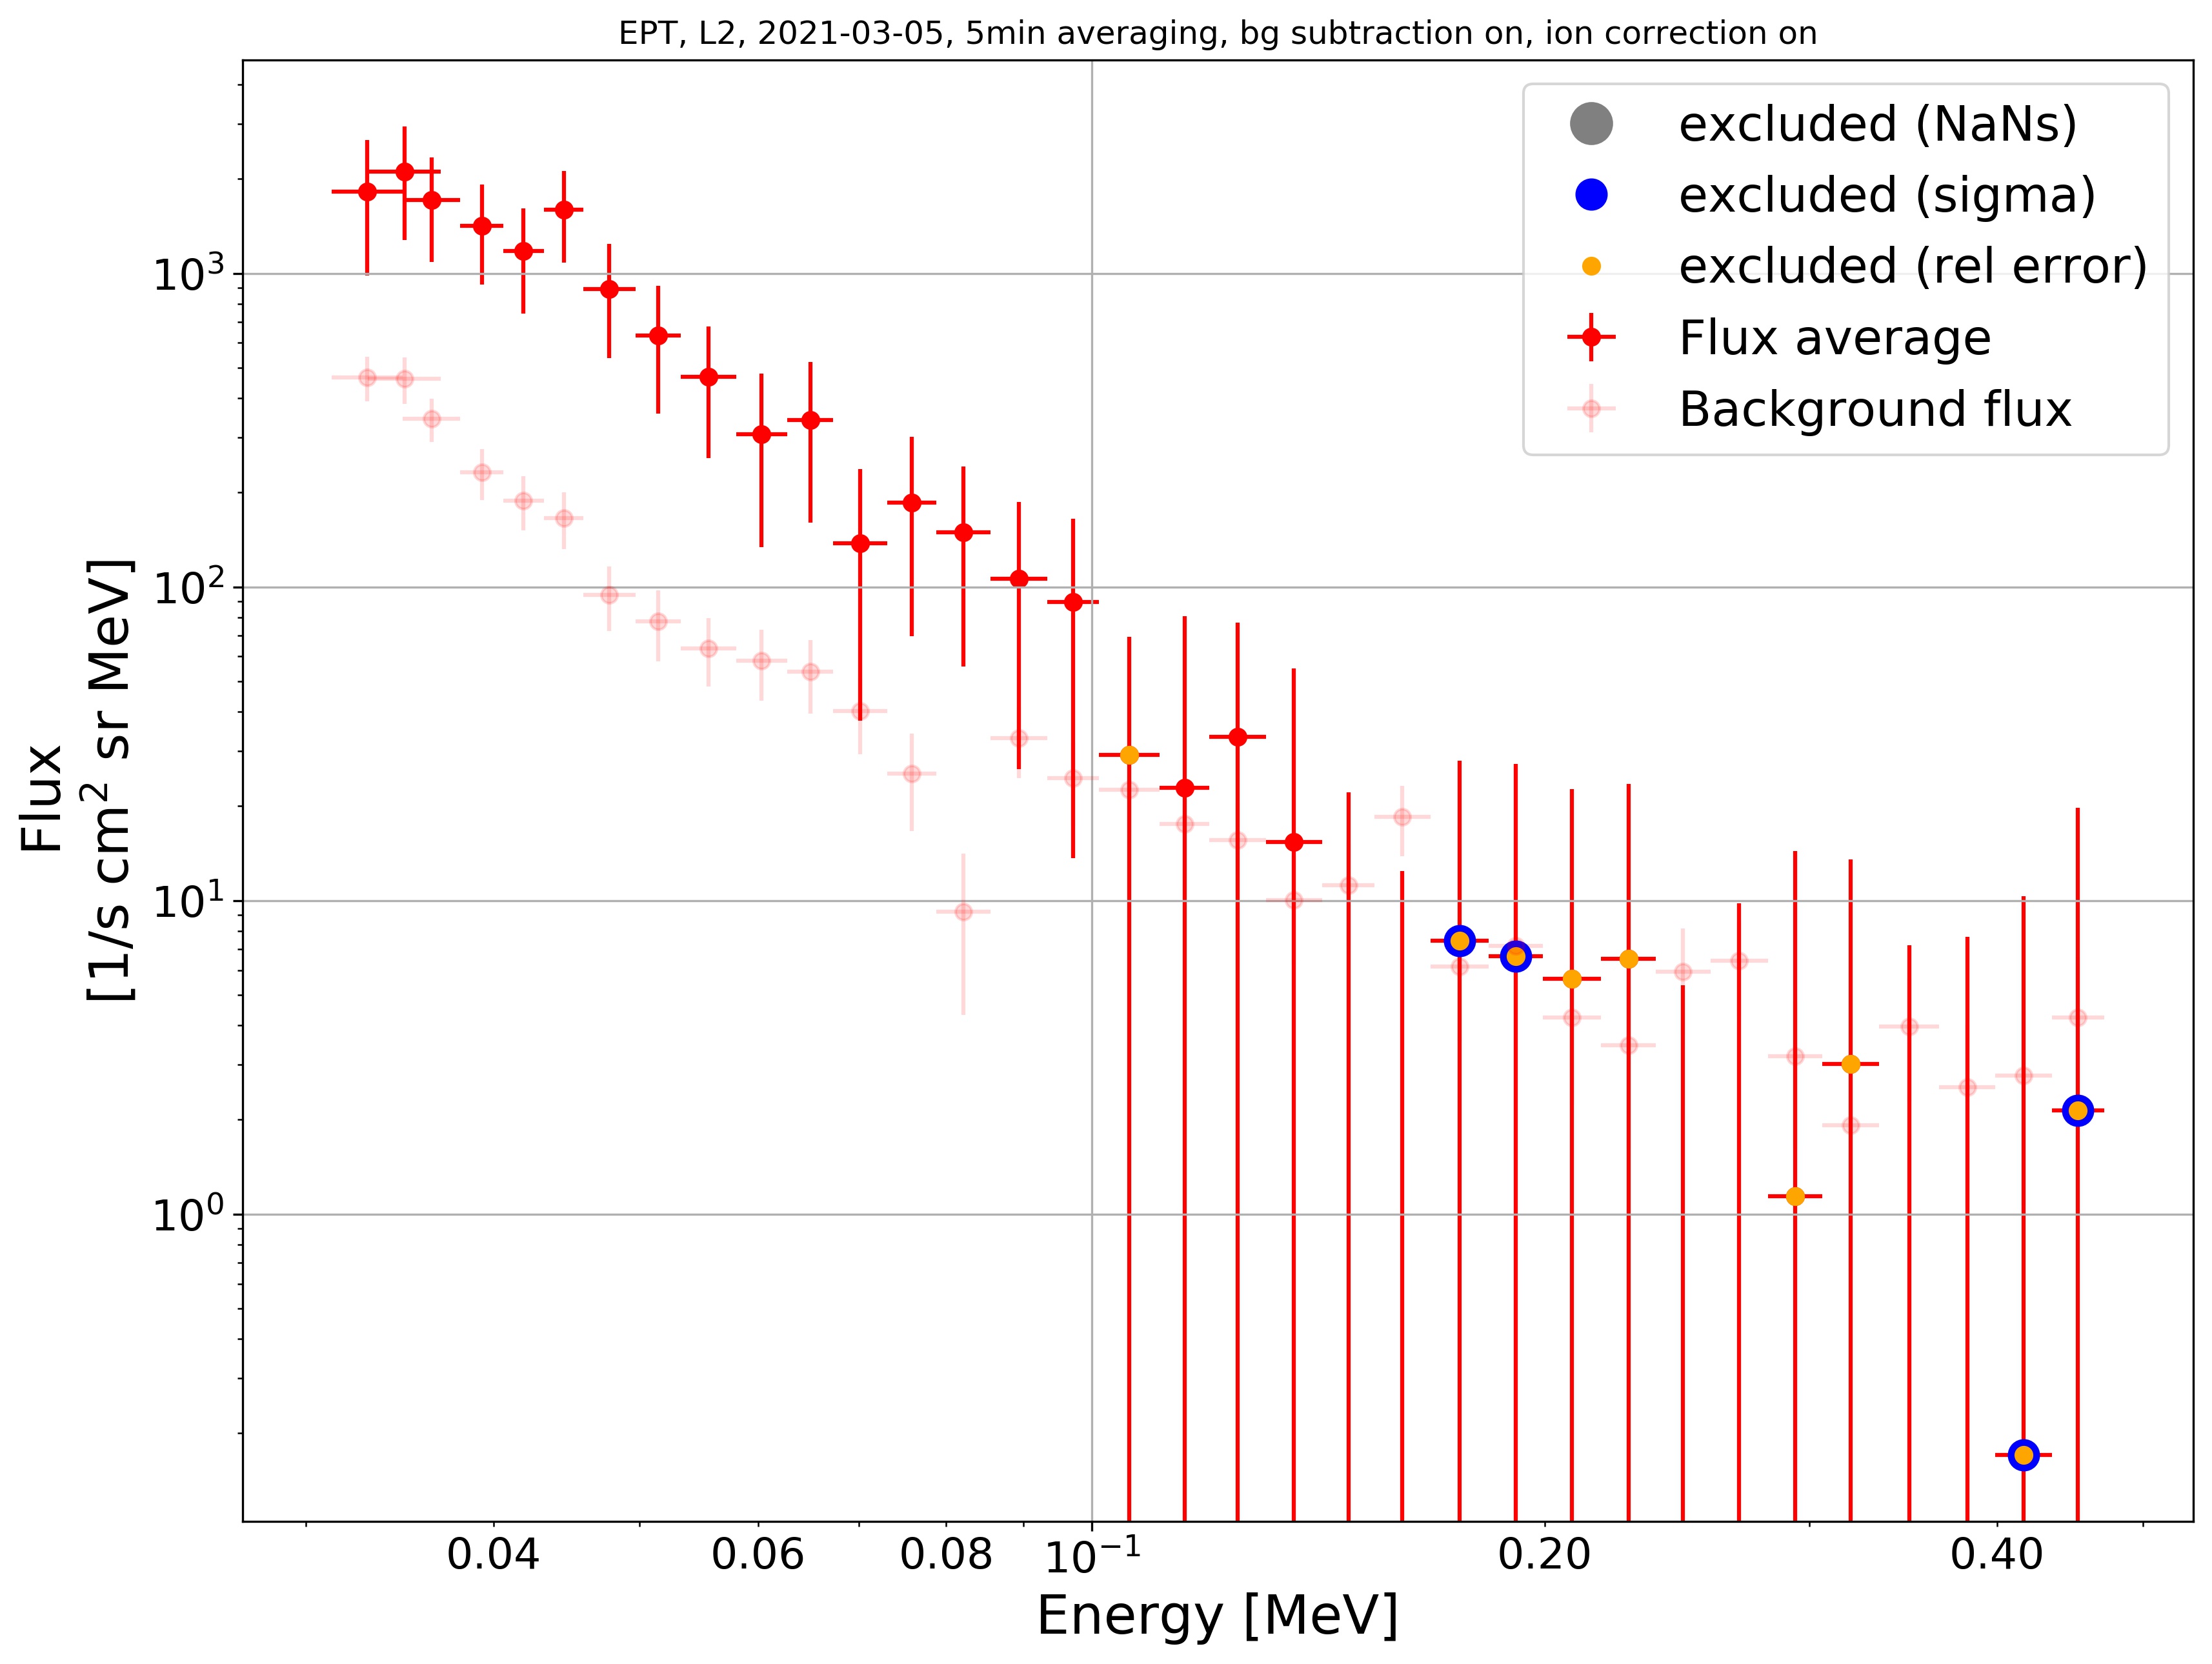 EPT, L2, 2021-03-05, 5min averaging, bg subtraction on, ion correction on
excluded (NaNs)
excluded (sigma)
excluded (rel error)
Flux average
Background flux
Flux
[1/s cm² sr MeV]
10³
10²
10¹
10⁰
0.04
0.06
0.08
10⁻¹
0.20
0.40
Energy [MeV]